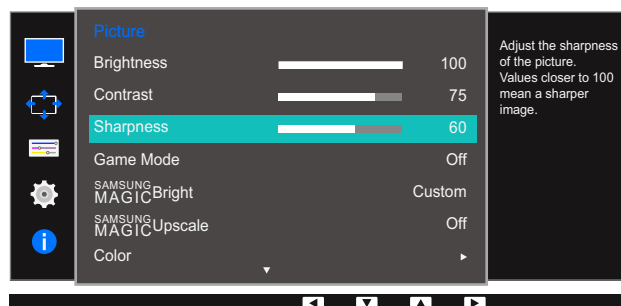 Picture
Brightness 100
Contrast 75
Sharpness 60
Game Mode Off
SAMSUNG
MAGICBright Custom
SAMSUNG
MAGICUpscale Off
Color
Adjust the sharpness
of the picture.
Values closer to 100
mean a sharper
image.